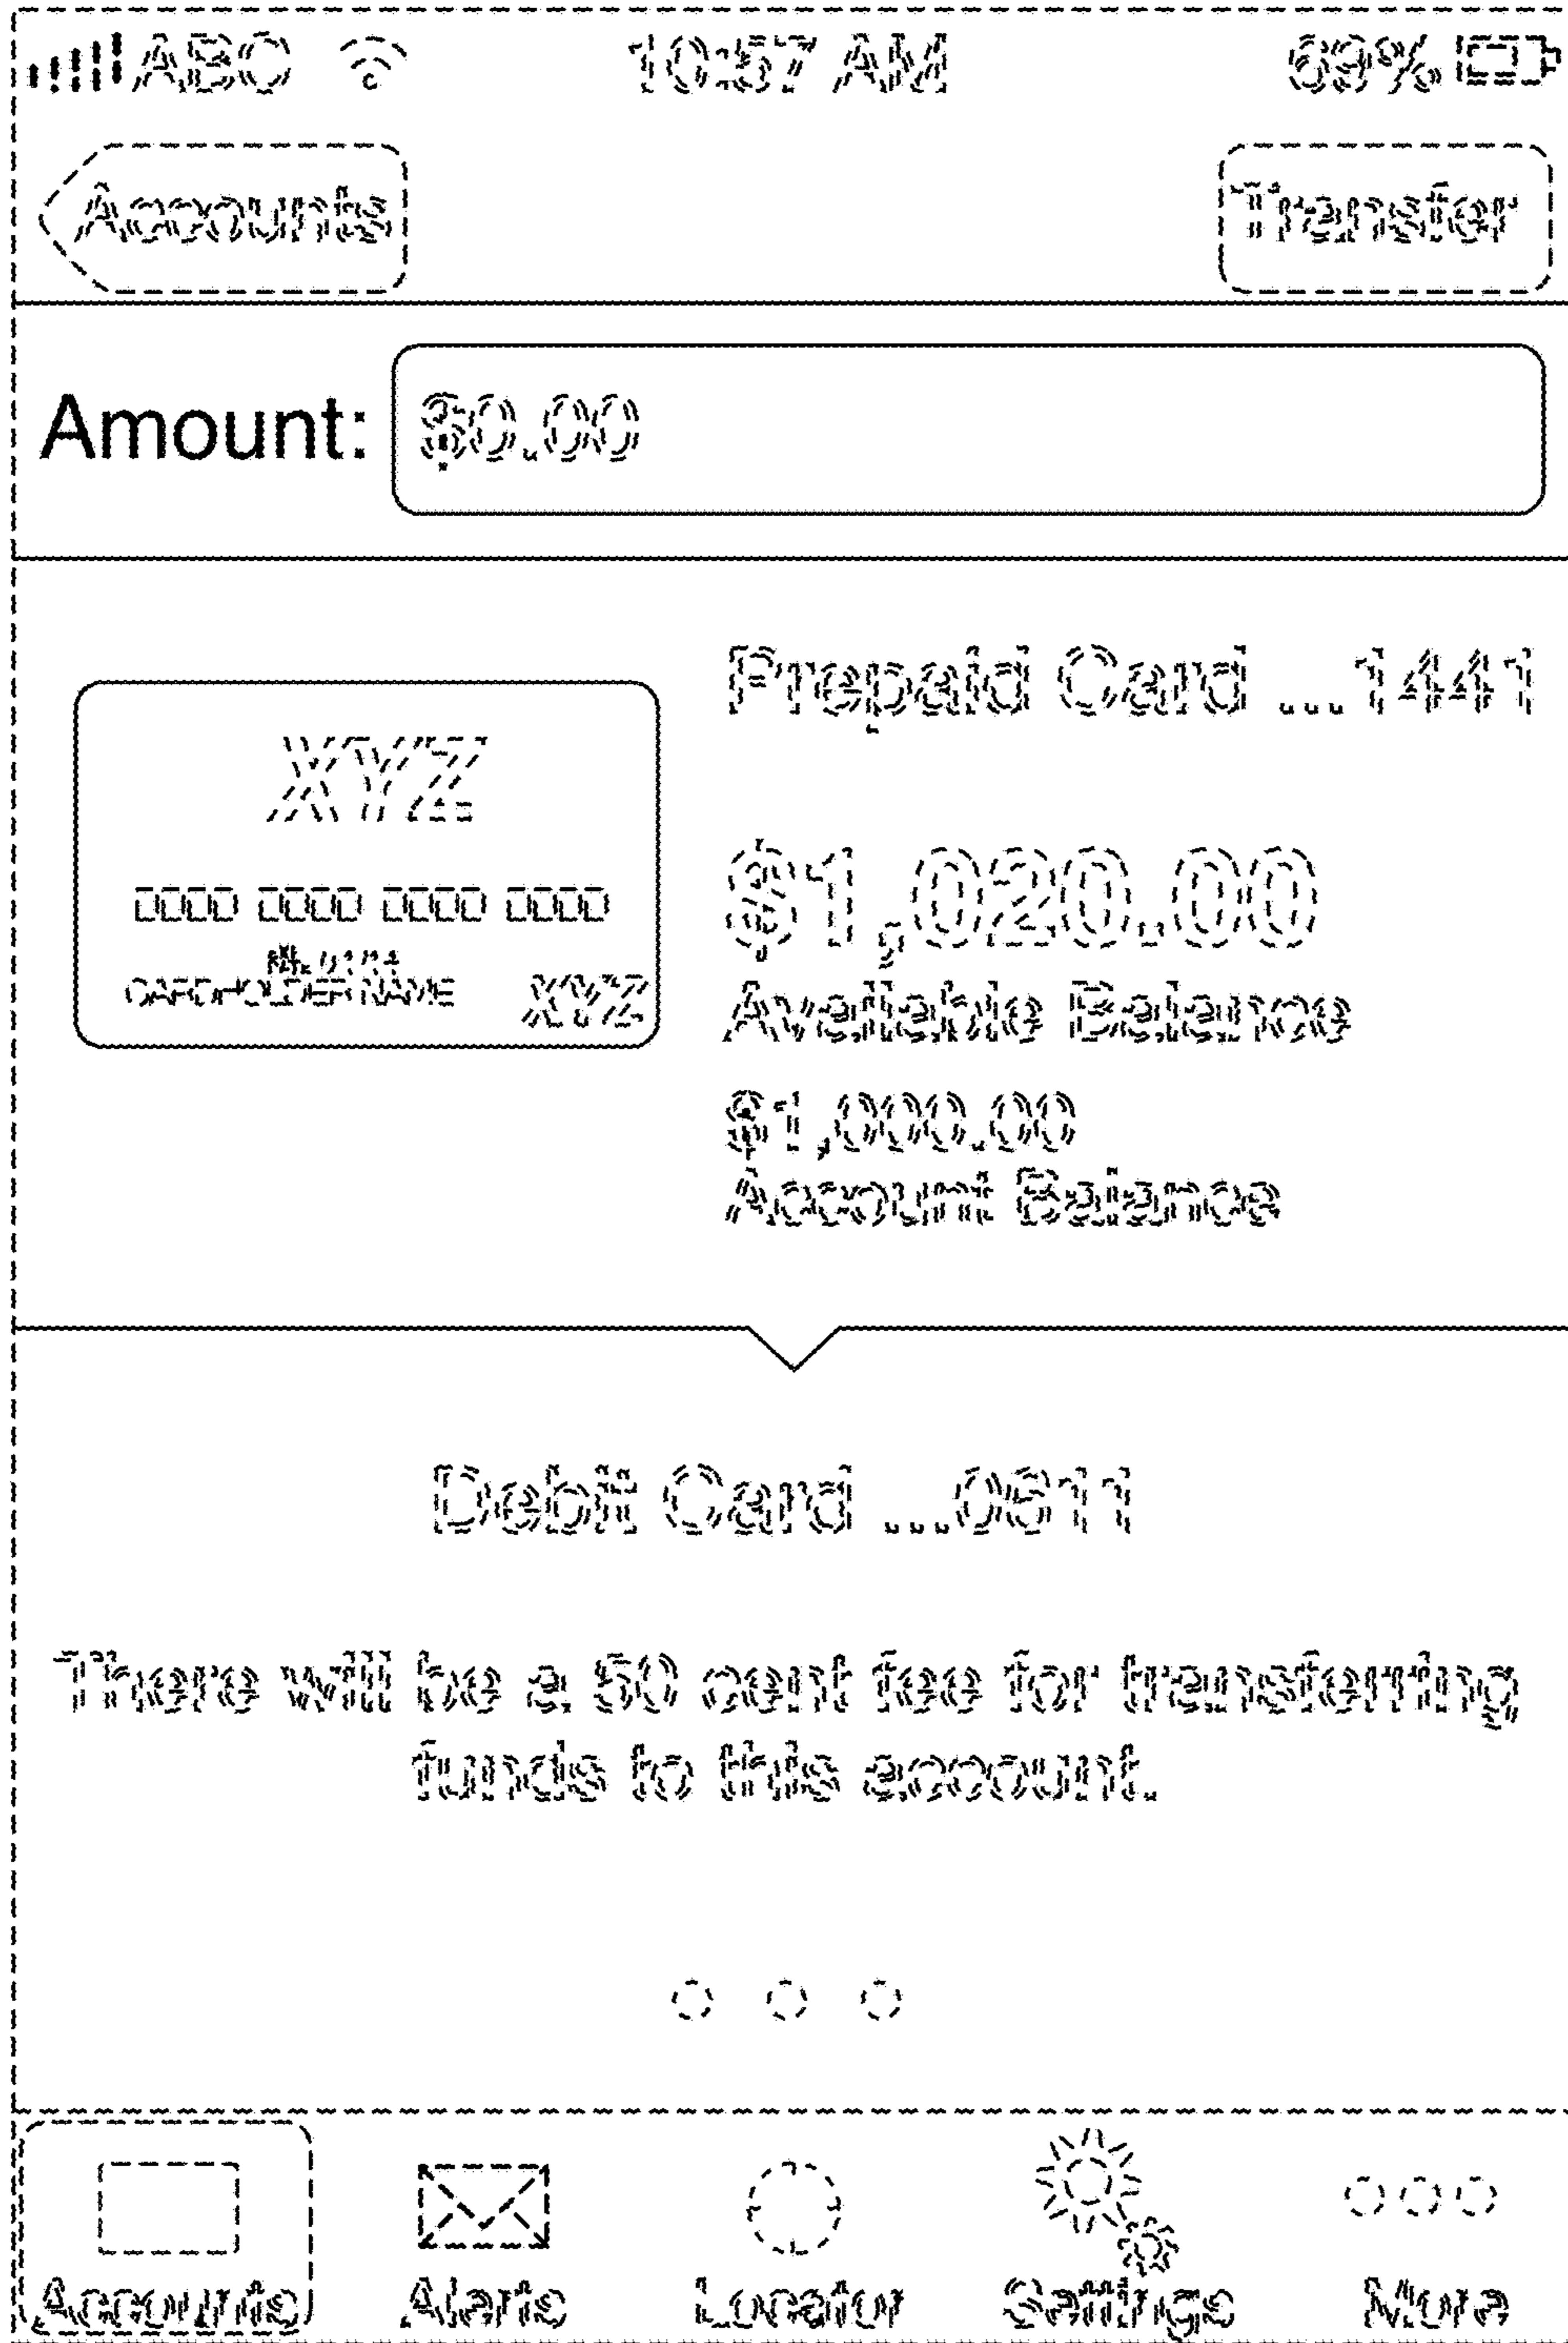 ABC 10:57 AM 69%
Accounts Transfer
Amount: $0.00
Prepaid Card ...1441
XYZ
$1,020.00
CARDHOLDER NAME XYZ
Available Balance
$1,000.00
Account Balance
Debit Card ...0611
There will be a 50 cent fee for transferring
funds to this account.
Accounts Alerts Locator Settings More